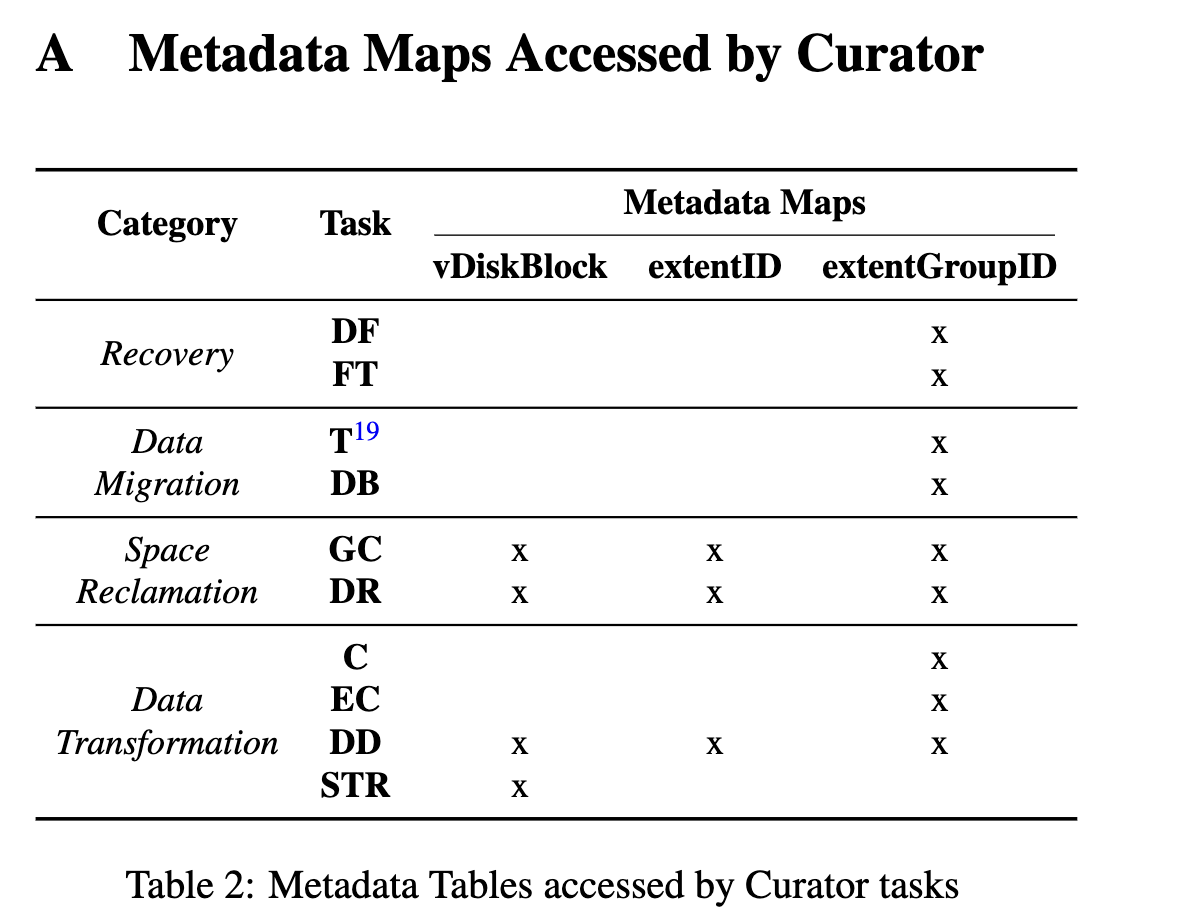 A Metadata Maps Accessed by Curator
Category Task Metadata Maps
vDiskBlock extentID extentGroupID
Recovery
DF x
FT x
Data Migration
T19 x
DB x
Space Reclamation
GC x x x
DR x x x
Data Transformation
C x
EC x
DD x x x
STR x
Table 2: Metadata Tables accessed by Curator tasks